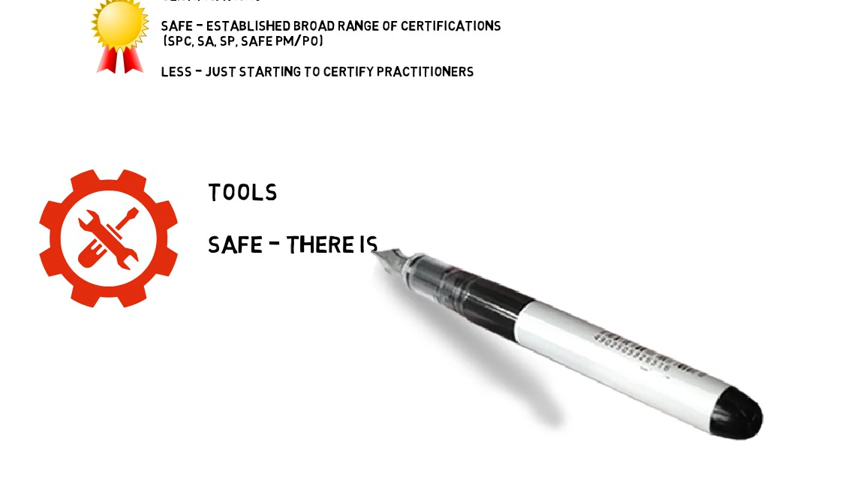 SAFE - ESTABLISHED BROAD RANGE OF CERTIFICATIONS
(SPC, SA, SP, SAFE PM/PO)
LESS - JUST STARTING TO CERTIFY PRACTITIONERS
TOOLS
SAFE - THERE IS